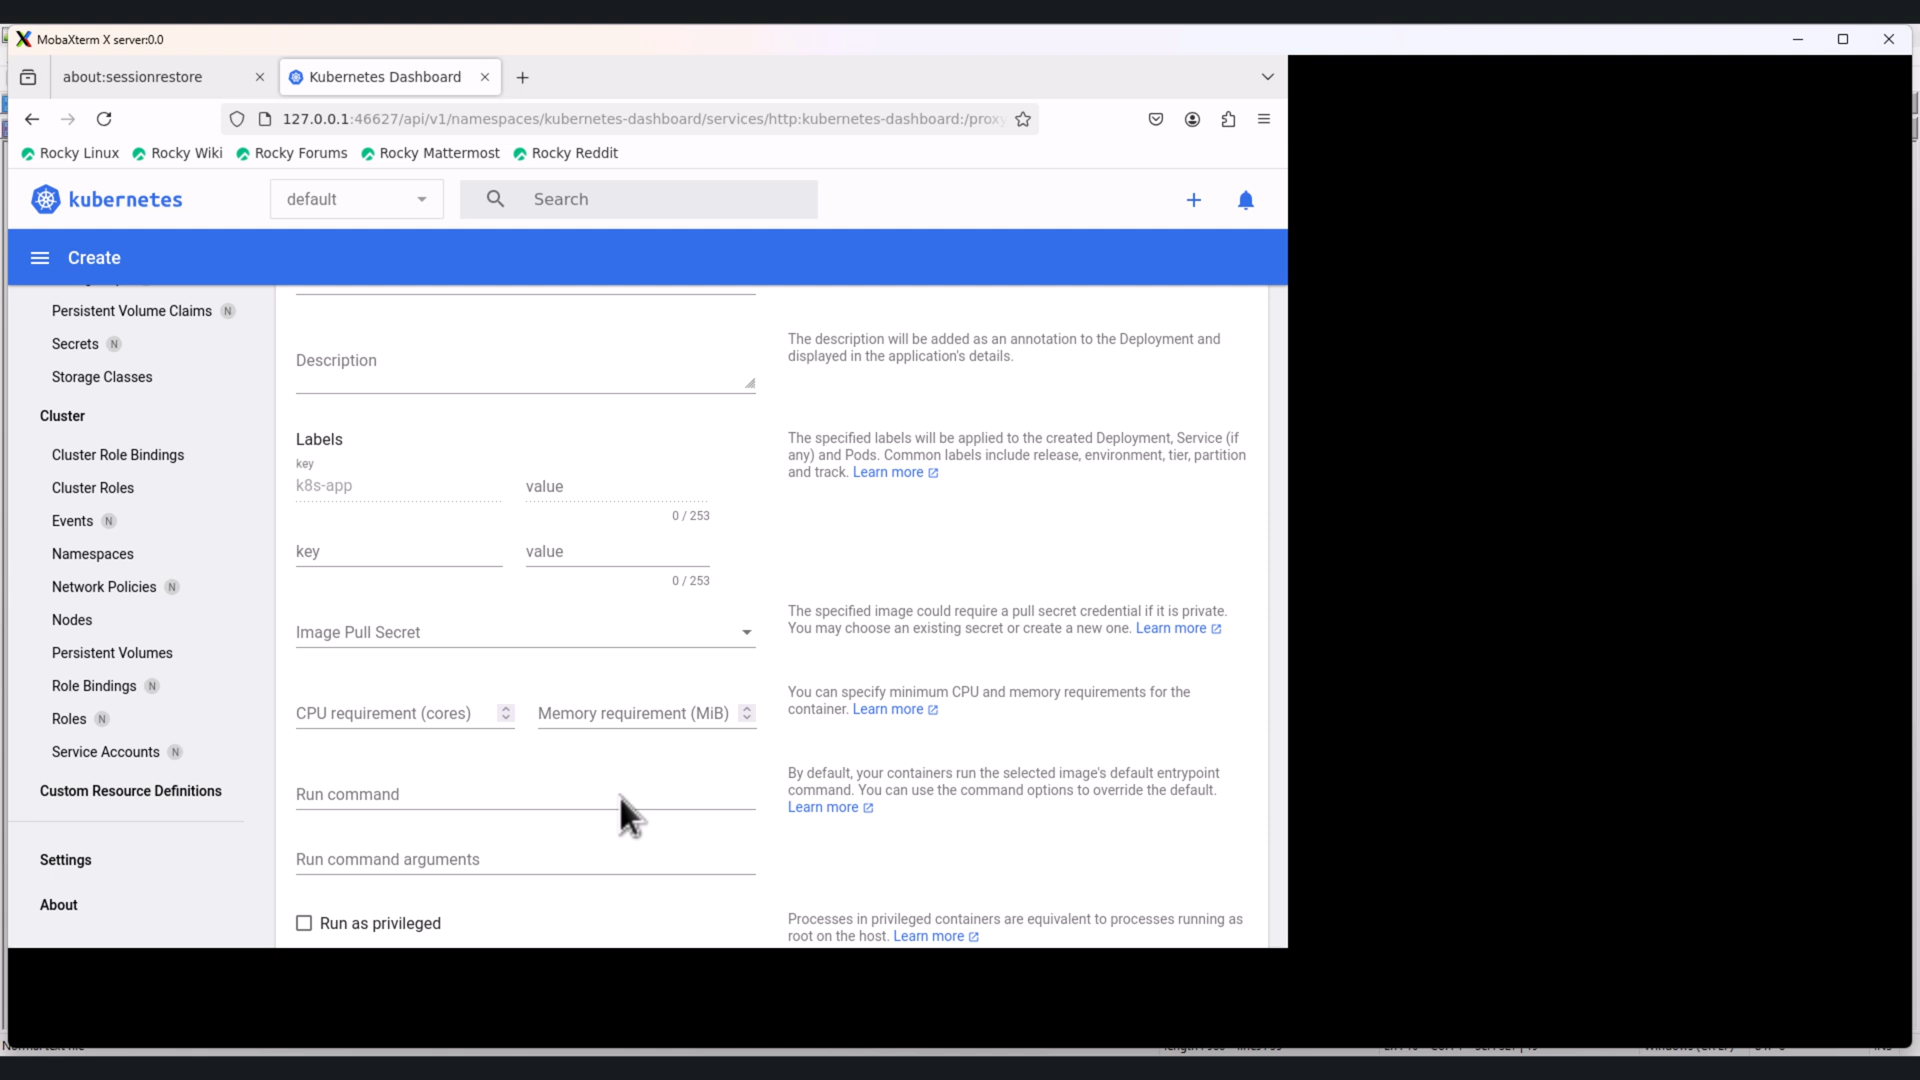 MobaXterm X server:0.0
about:sessionrestore
Kubernetes Dashboard
127.0.0.1:46627/api/v1/namespaces/kubernetes-dashboard/services/http:kubernetes-dashboard:/proxy
Rocky Linux Rocky Wiki Rocky Forums Rocky Mattermost Rocky Reddit
kubernetes
default
Search
Create
Persistent Volume Claims N
Secrets N
Storage Classes
Cluster
Cluster Role Bindings
Cluster Roles
Events N
Namespaces
Network Policies N
Nodes
Persistent Volumes
Role Bindings N
Roles N
Service Accounts N
Custom Resource Definitions
Settings
About
Description
The description will be added as an annotation to the Deployment and
displayed in the application's details.
Labels
key
k8s-app
value
0 / 253
The specified labels will be applied to the created Deployment, Service (if
any) and Pods. Common labels include release, environment, tier, partition
and track. Learn more
key
value
0 / 253
Image Pull Secret
The specified image could require a pull secret credential if it is private.
You may choose an existing secret or create a new one. Learn more
CPU requirement (cores)
Memory requirement (MiB)
You can specify minimum CPU and memory requirements for the
container. Learn more
Run command
By default, your containers run the selected image's default entrypoint
command. You can use the command options to override the default.
Learn more
Run command arguments
Run as privileged
Processes in privileged containers are equivalent to processes running as
root on the host. Learn more